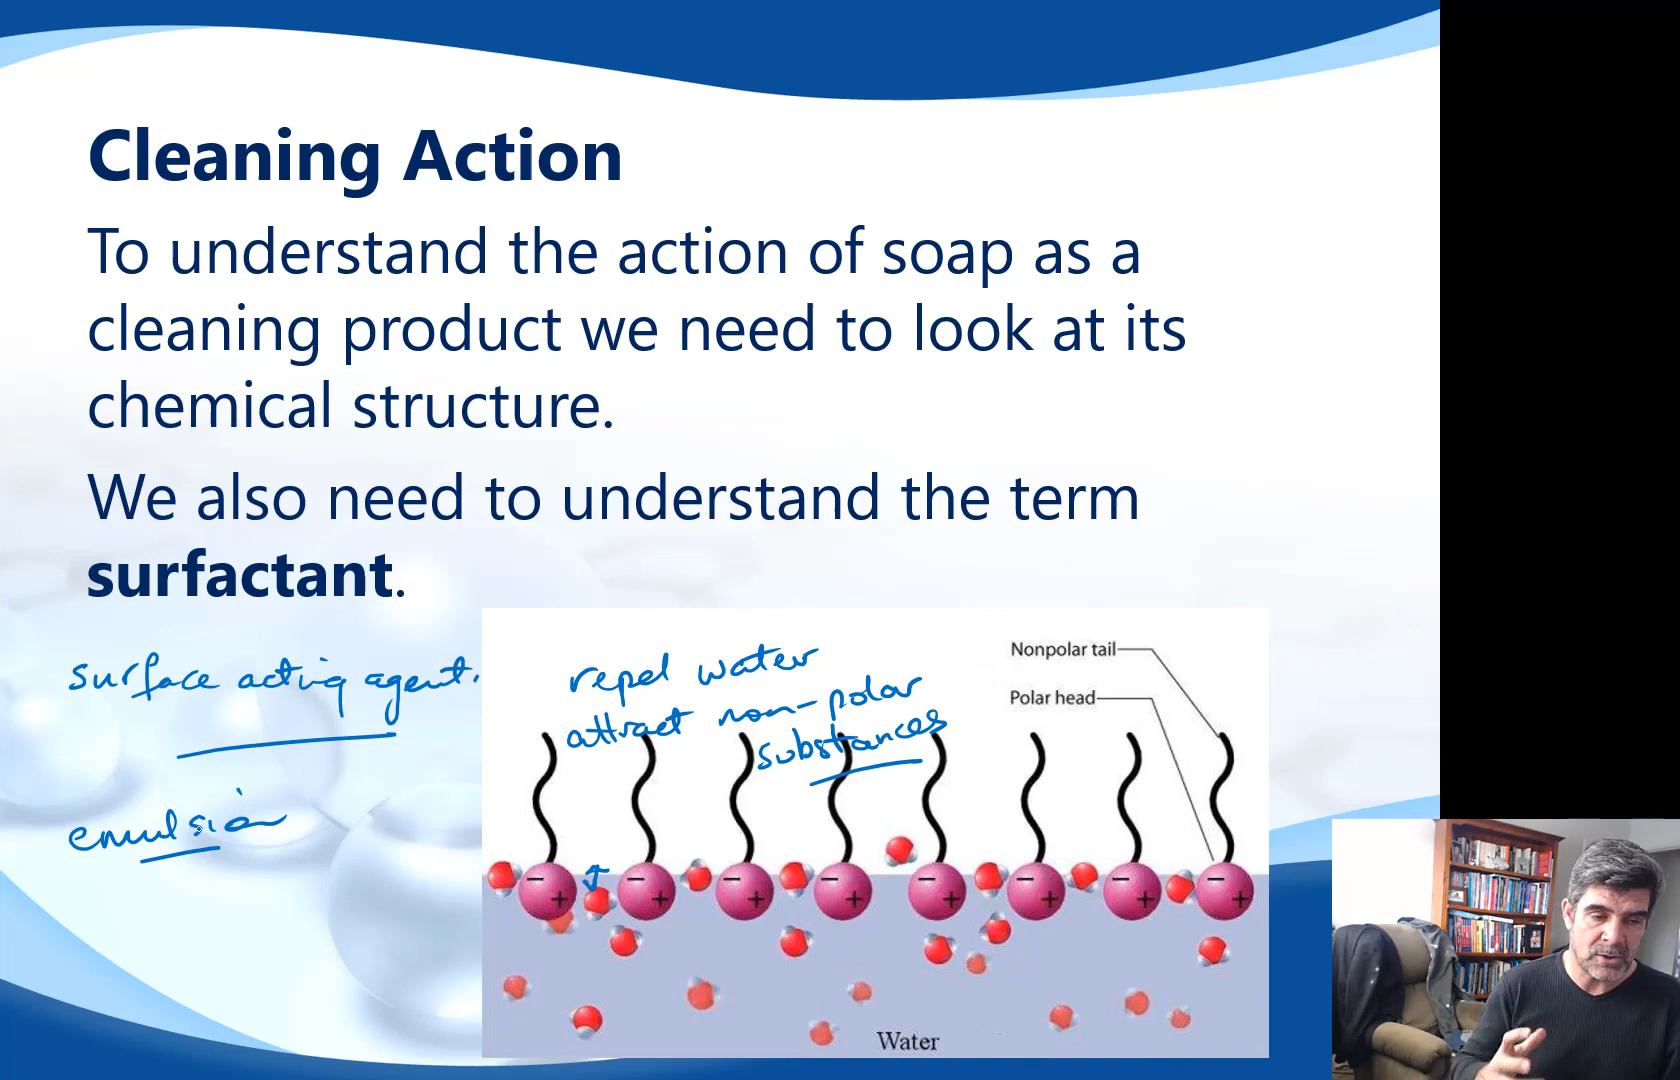 Cleaning Action
To understand the action of soap as a
cleaning product we need to look at its
chemical structure.
We also need to understand the term
surfactant.
surface acting agent.
emulsion
repel water
attract non-polar
substances
Nonpolar tail
Polar head
− + − + − + − + − + − + − + − +
Water